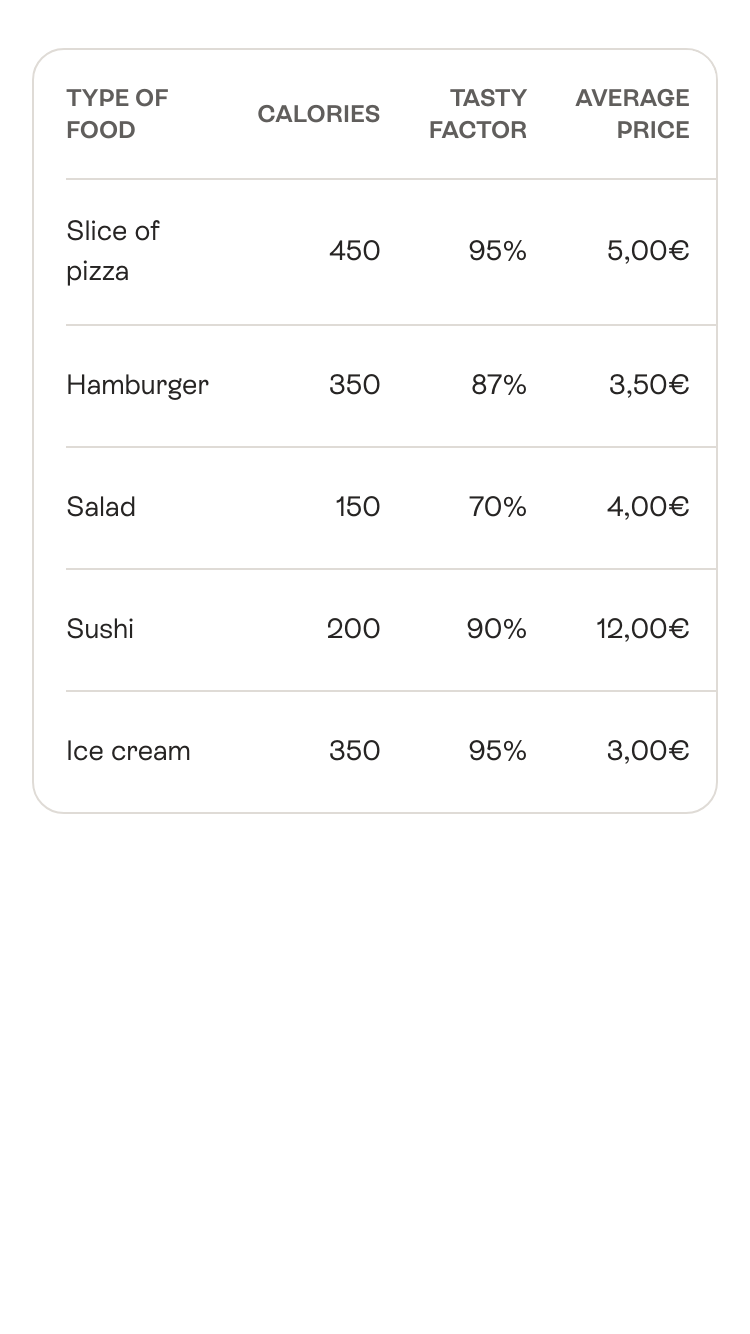 TYPE OF FOOD CALORIES TASTY FACTOR AVERAGE PRICE
Slice of pizza 450 95% 5,00€
Hamburger 350 87% 3,50€
Salad 150 70% 4,00€
Sushi 200 90% 12,00€
Ice cream 350 95% 3,00€